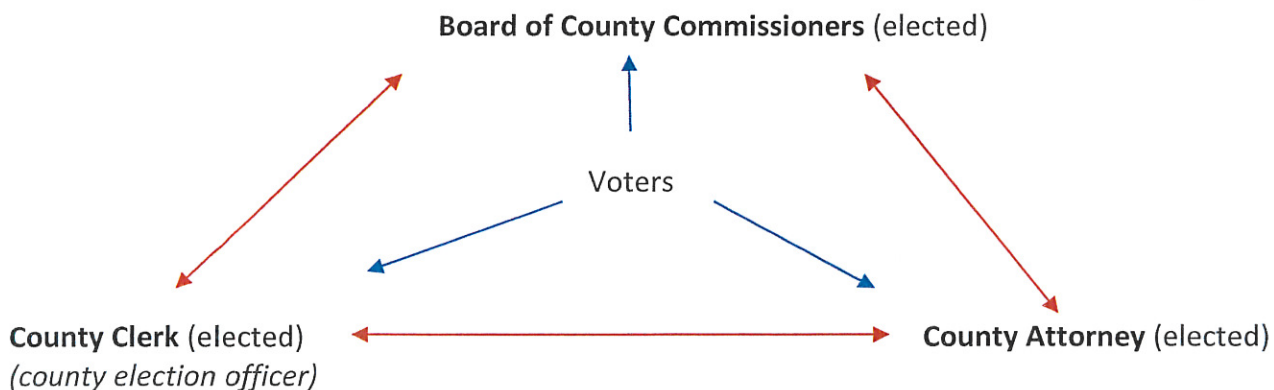 Board of County Commissioners (elected)
Voters
County Clerk (elected)
(county election officer)
County Attorney (elected)